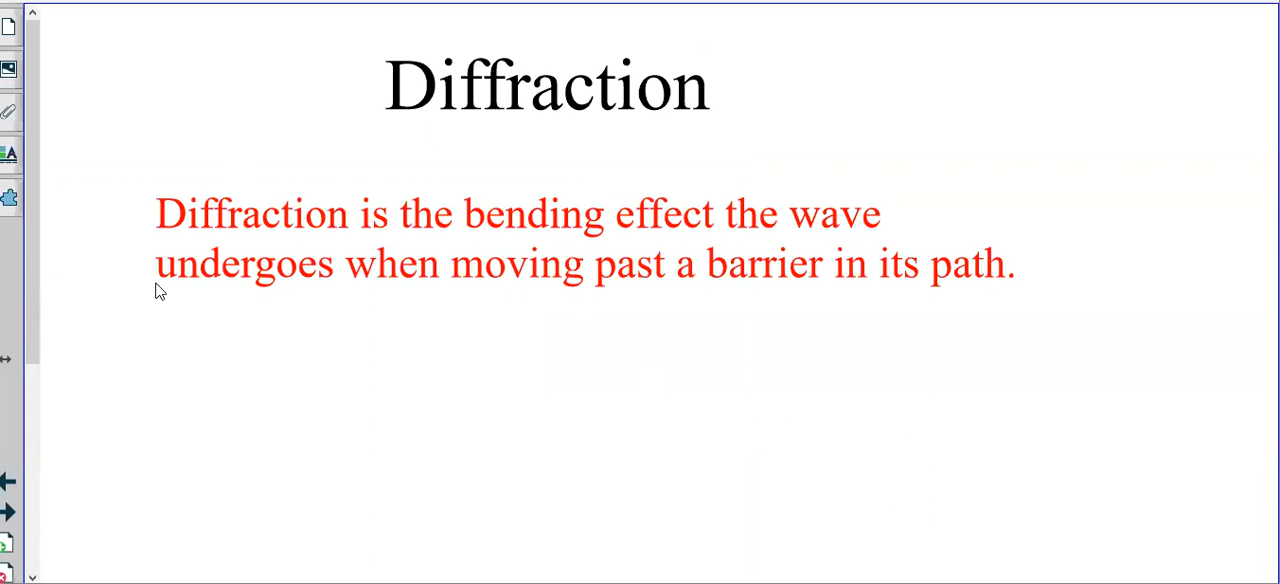 Diffraction
Diffraction is the bending effect the wave
undergoes when moving past a barrier in its path.